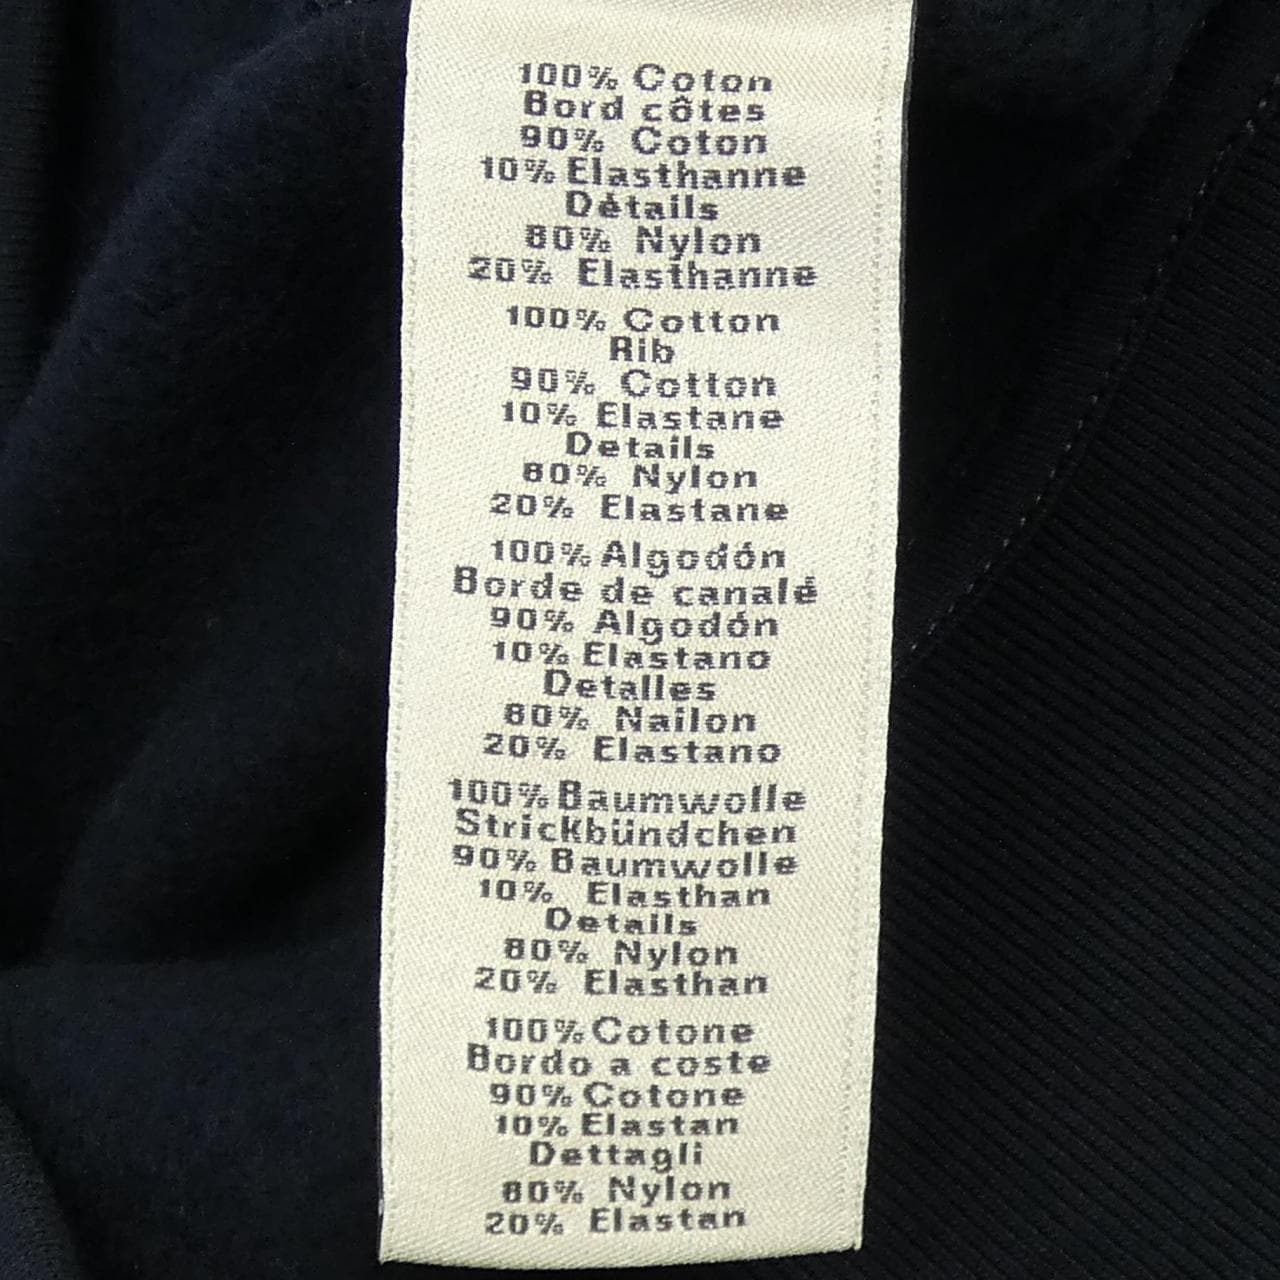 100% Coton
Bord côtes
90% Coton
10% Elasthanne
Détails
80% Nylon
20% Elasthanne
100% Cotton
Rib
90% Cotton
10% Elastane
Details
80% Nylon
20% Elastane
100% Algodón
Borde de canalé
90% Algodón
10% Elastano
Detalles
80% Nailon
20% Elastano
100% Baumwolle
Strickbündchen
90% Baumwolle
10% Elasthan
Details
80% Nylon
20% Elasthan
100% Cotone
Bordo a coste
90% Cotone
10% Elastan
Dettagli
80% Nylon
20% Elastan